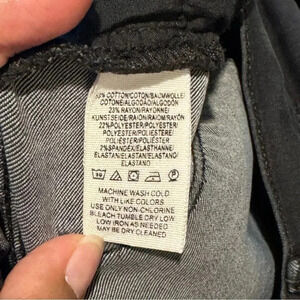 COTTON/COTON/BAUMWOLLE/
COTONE/ALGODÃO/ALGODÓN
23% RAYON/RAYONNE/
KUNSTSEIDE/RAION/RAIOM/RAYÓN
22% POLYESTER/POLYESTER/
POLYESTER/POLIESTERE/
POLIÉSTER/POLIÉSTER
2% SPANDEX/ELASTHANNE/
ELASTAN/ELASTAN/ELASTANO/
ELASTANO
MACHINE WASH COLD
WITH LIKE COLORS
USE ONLY NON-CHLORINE
BLEACH TUMBLE DRY LOW
LOW IRON AS NEEDED
MAY BE DRY CLEANED